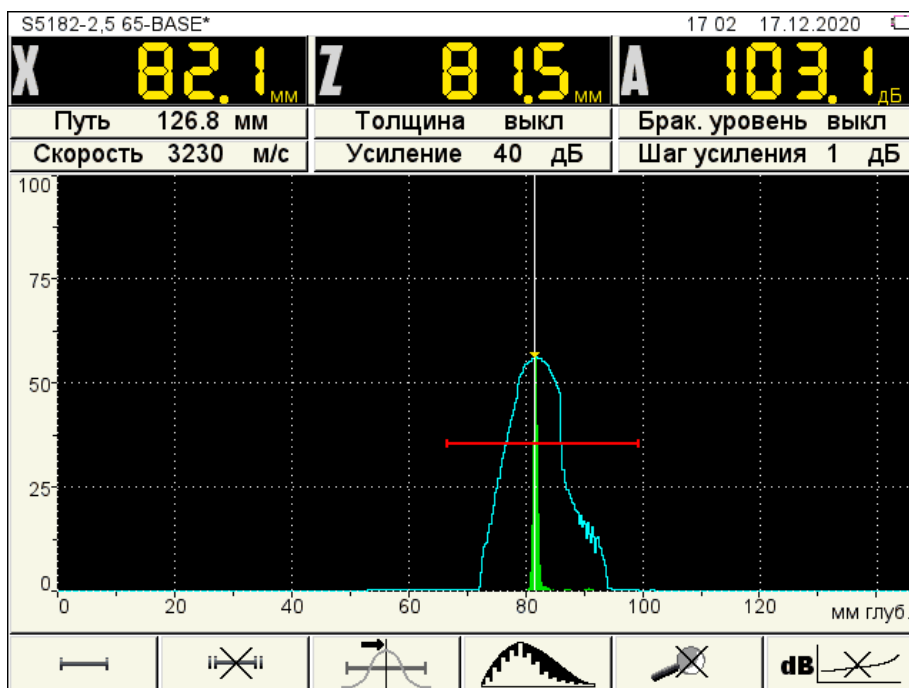 S5182-2,5 65-BASE* 17 02 17.12.2020
X 82.1 мм Z 81.5 мм A 103.1 дБ
Путь 126.8 мм Толщина выкл Брак. уровень выкл
Скорость 3230 м/с Усиление 40 дБ Шаг усиления 1 дБ
100
75
50
25
0
0 20 40 60 80 100 120 мм глуб.
dB